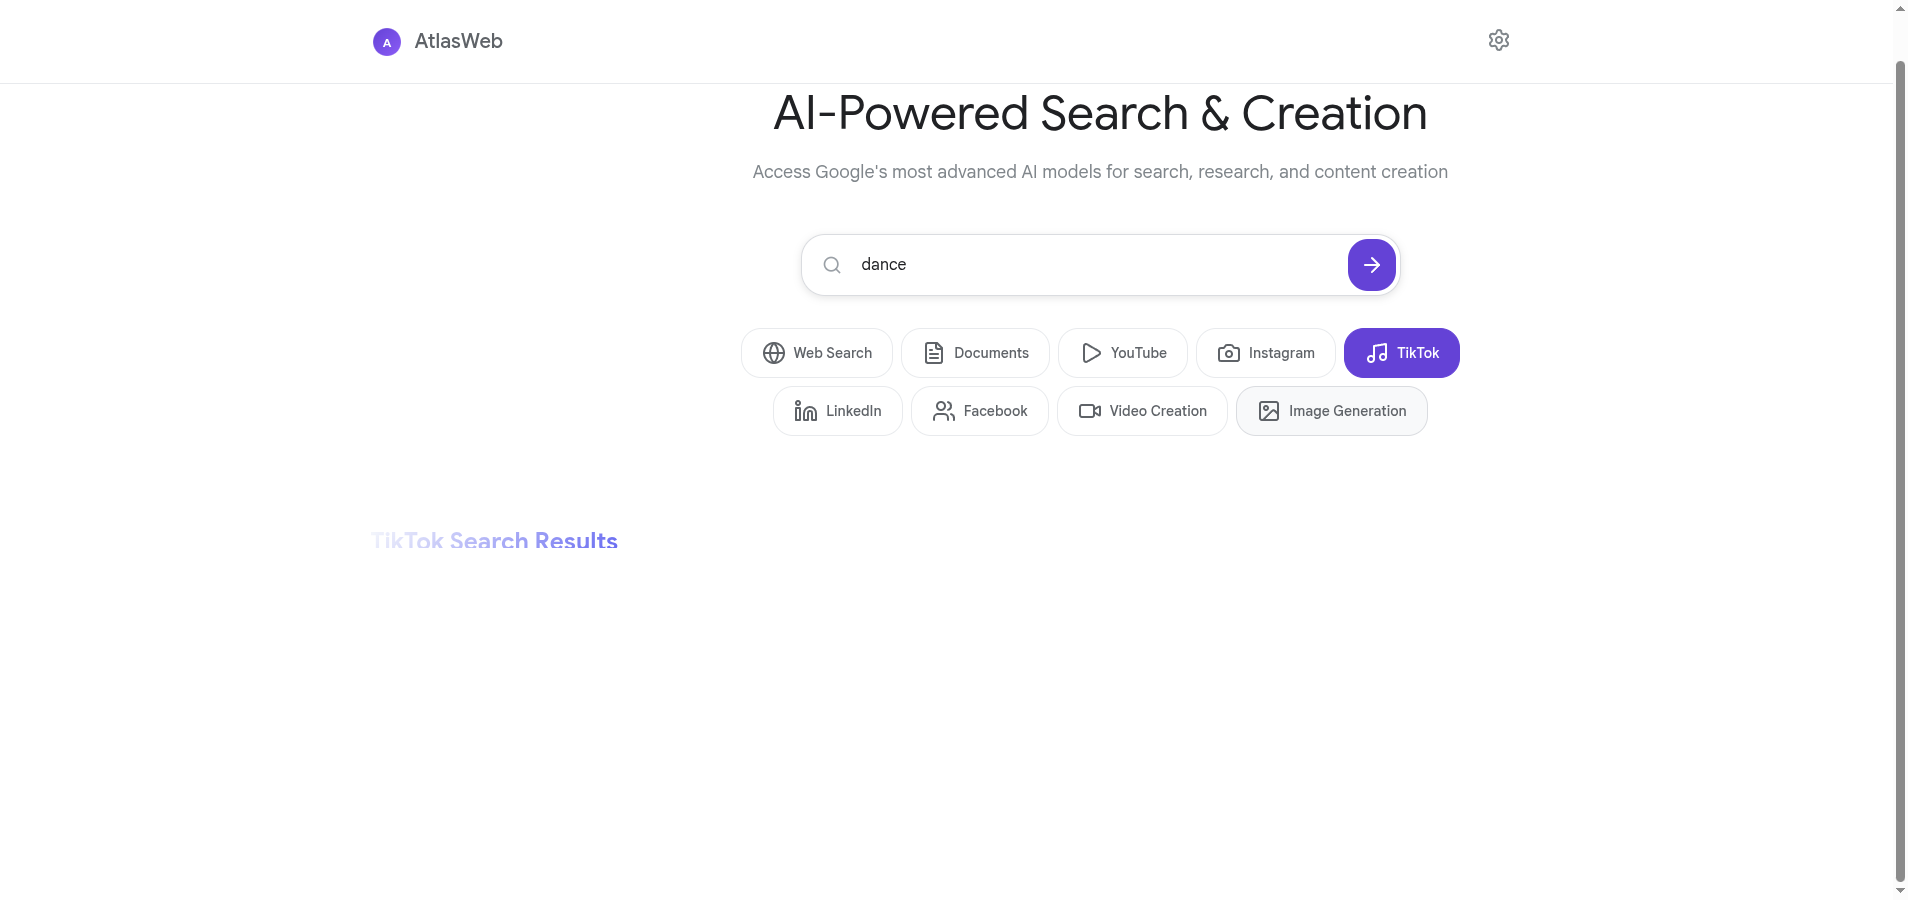 A AtlasWeb
AI-Powered Search & Creation
Access Google's most advanced AI models for search, research, and content creation
dance
Web Search Documents YouTube Instagram TikTok
LinkedIn Facebook Video Creation Image Generation
TikTok Search Results